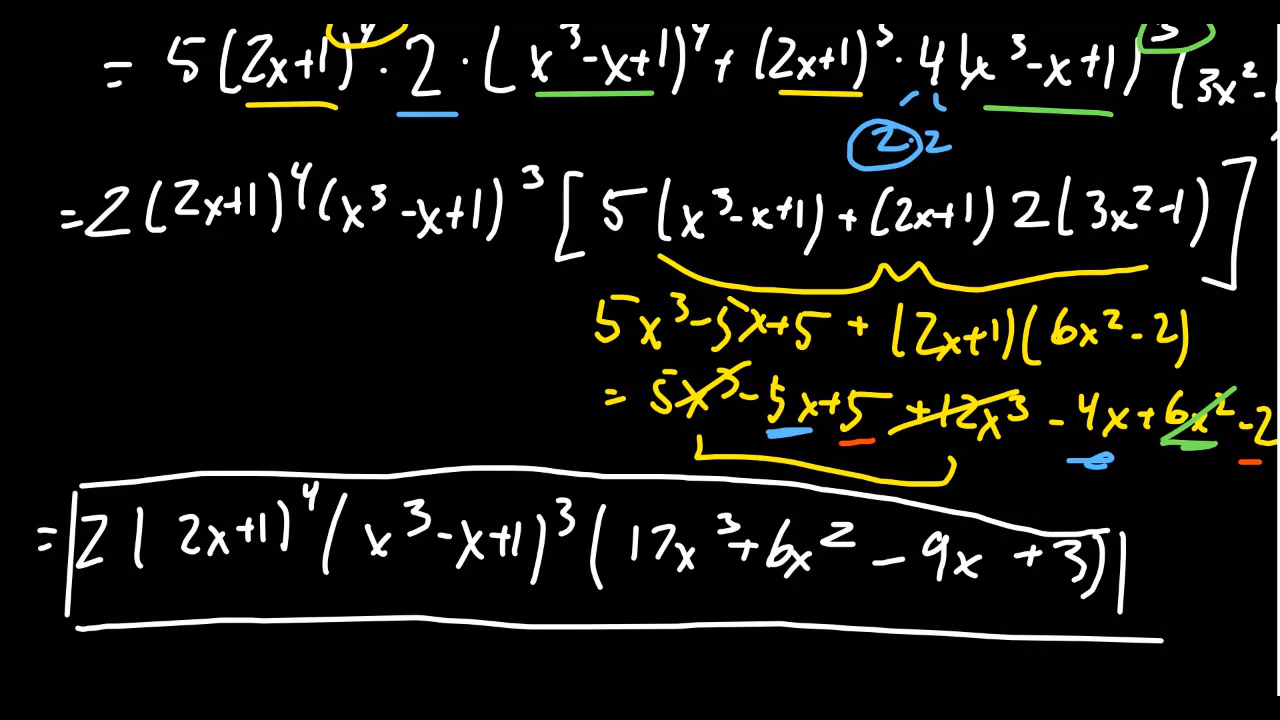 = 5(2x+1)⁴ · 2 · (x³-x+1)⁴ + (2x+1)⁵ · 4(x³-x+1)³ (3x²-1
2·2
= 2(2x+1)⁴(x³-x+1)³ [5(x³-x+1) + (2x+1) 2(3x²-1)]
5x³-5x+5 + (2x+1)(6x²-2)
= 5x³-5x+5 +12x³ - 4x+6x² -2
= 2(2x+1)⁴(x³-x+1)³(17x³+6x² - 9x + 3)